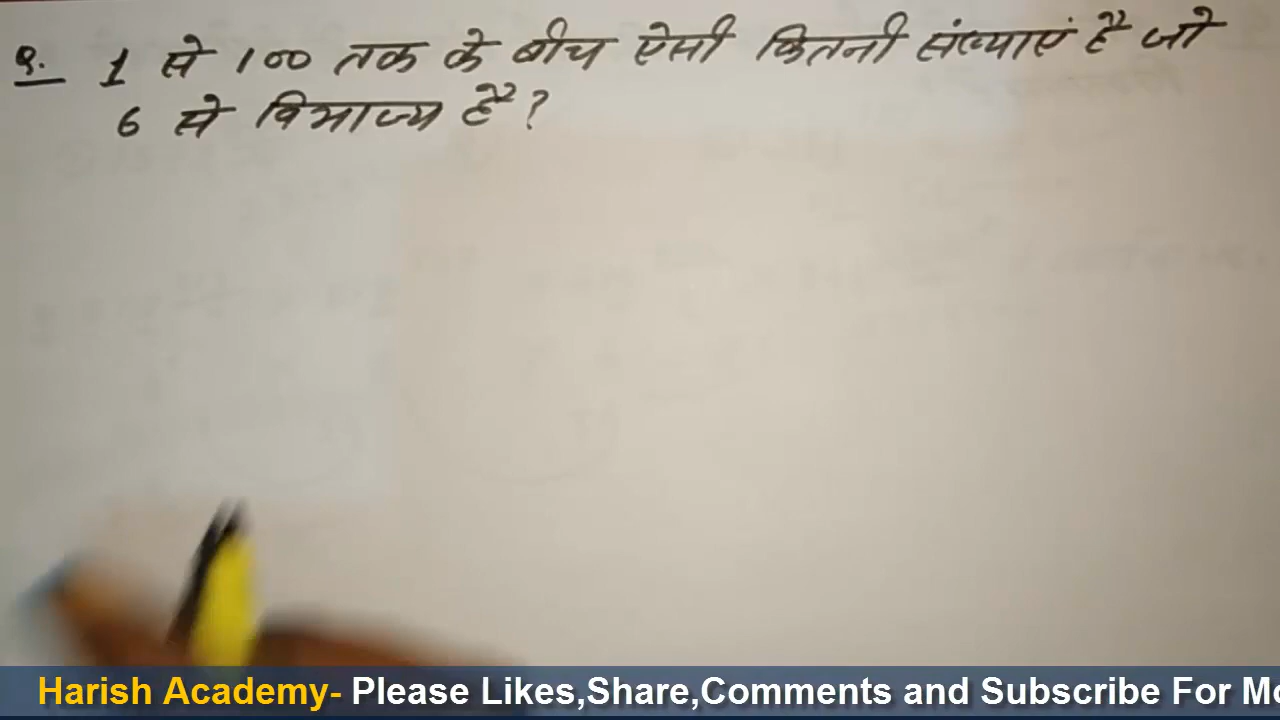 Q. 1 से 100 तक के बीच ऐसी कितनी संख्याएं है जो
6 से विभाज्य है?
Harish Academy- Please Likes,Share,Comments and Subscribe For Mo